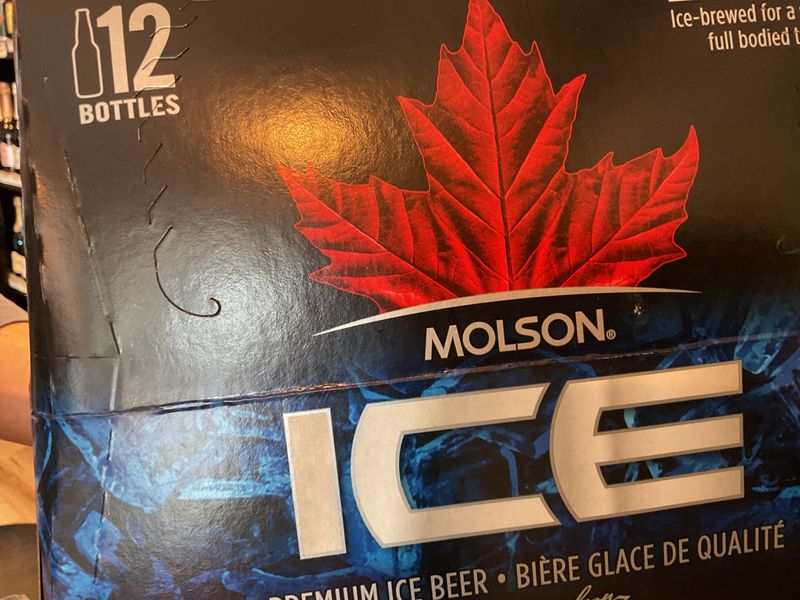 12
BOTTLES
Ice-brewed for a
full bodied
MOLSON®
ICE
PREMIUM ICE BEER • BIÈRE GLACE DE QUALITÉ